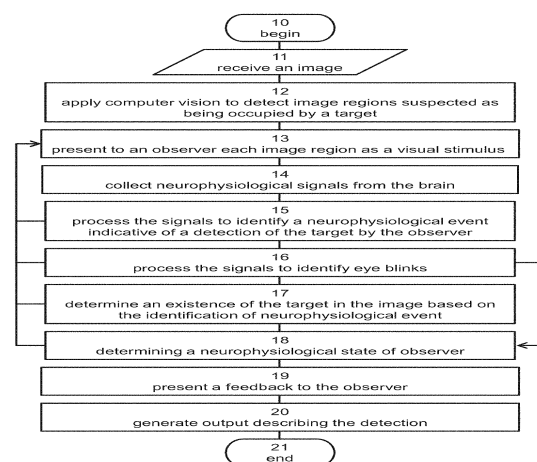 10
begin
11
receive an image
12
apply computer vision to detect image regions suspected as
being occupied by a target
13
present to an observer each image region as a visual stimulus
14
collect neurophysiological signals from the brain
15
process the signals to identify a neurophysiological event
indicative of a detection of the target by the observer
16
process the signals to identify eye blinks
17
determine an existence of the target in the image based on
the identification of neurophysiological event
18
determining a neurophysiological state of observer
19
present a feedback to the observer
20
generate output describing the detection
21
end